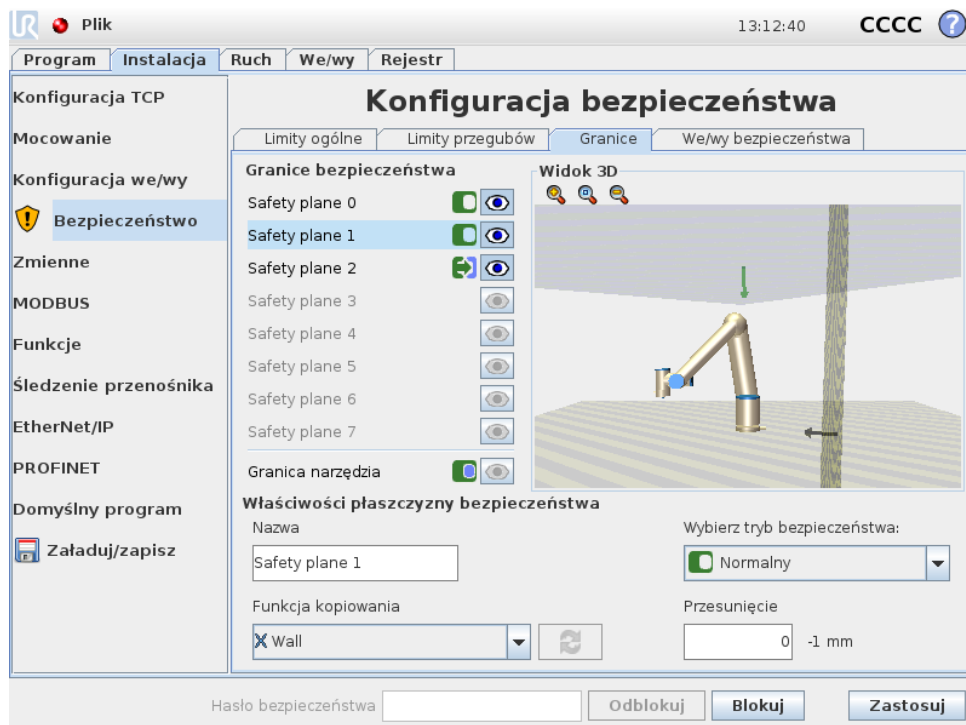 UR Plik 13:12:40 CCCC ?
Program Instalacja Ruch We/wy Rejestr
Konfiguracja TCP
Mocowanie
Konfiguracja we/wy
Bezpieczeństwo
Zmienne
MODBUS
Funkcje
Śledzenie przenośnika
EtherNet/IP
PROFINET
Domyślny program
Załaduj/zapisz
Konfiguracja bezpieczeństwa
Limity ogólne Limity przegubów Granice We/wy bezpieczeństwa
Granice bezpieczeństwa
Safety plane 0
Safety plane 1
Safety plane 2
Safety plane 3
Safety plane 4
Safety plane 5
Safety plane 6
Safety plane 7
Granica narzędzia
Widok 3D
Właściwości płaszczyzny bezpieczeństwa
Nazwa
Safety plane 1
Wybierz tryb bezpieczeństwa:
Normalny
Funkcja kopiowania
Wall
Przesunięcie
0 -1 mm
Hasło bezpieczeństwa Odblokuj Blokuj Zastosuj